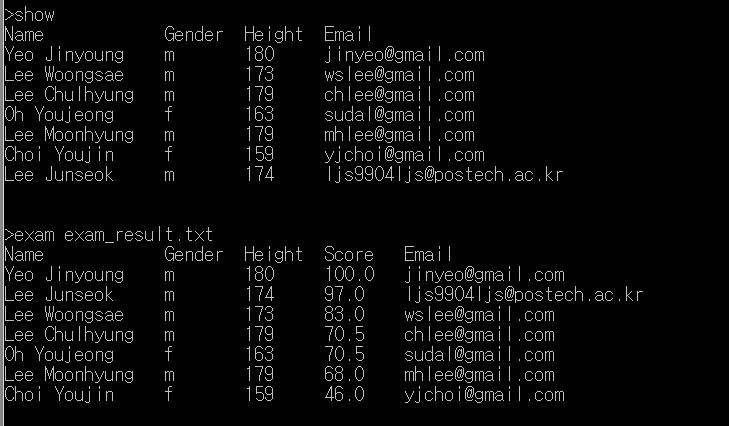 >show
Name Gender Height Email
Yeo Jinyoung m 180 jinyeo@gmail.com
Lee Woongsae m 173 wslee@gmail.com
Lee Chulhyung m 179 chlee@gmail.com
Oh Youjeong f 163 sudal@gmail.com
Lee Moonhyung m 179 mhlee@gmail.com
Choi Youjin f 159 yjchoi@gmail.com
Lee Junseok m 174 ljs9904ljs@postech.ac.kr
>exam exam_result.txt
Name Gender Height Score Email
Yeo Jinyoung m 180 100.0 jinyeo@gmail.com
Lee Junseok m 174 97.0 ljs9904ljs@postech.ac.kr
Lee Woongsae m 173 83.0 wslee@gmail.com
Lee Chulhyung m 179 70.5 chlee@gmail.com
Oh Youjeong f 163 70.5 sudal@gmail.com
Lee Moonhyung m 179 68.0 mhlee@gmail.com
Choi Youjin f 159 46.0 yjchoi@gmail.com